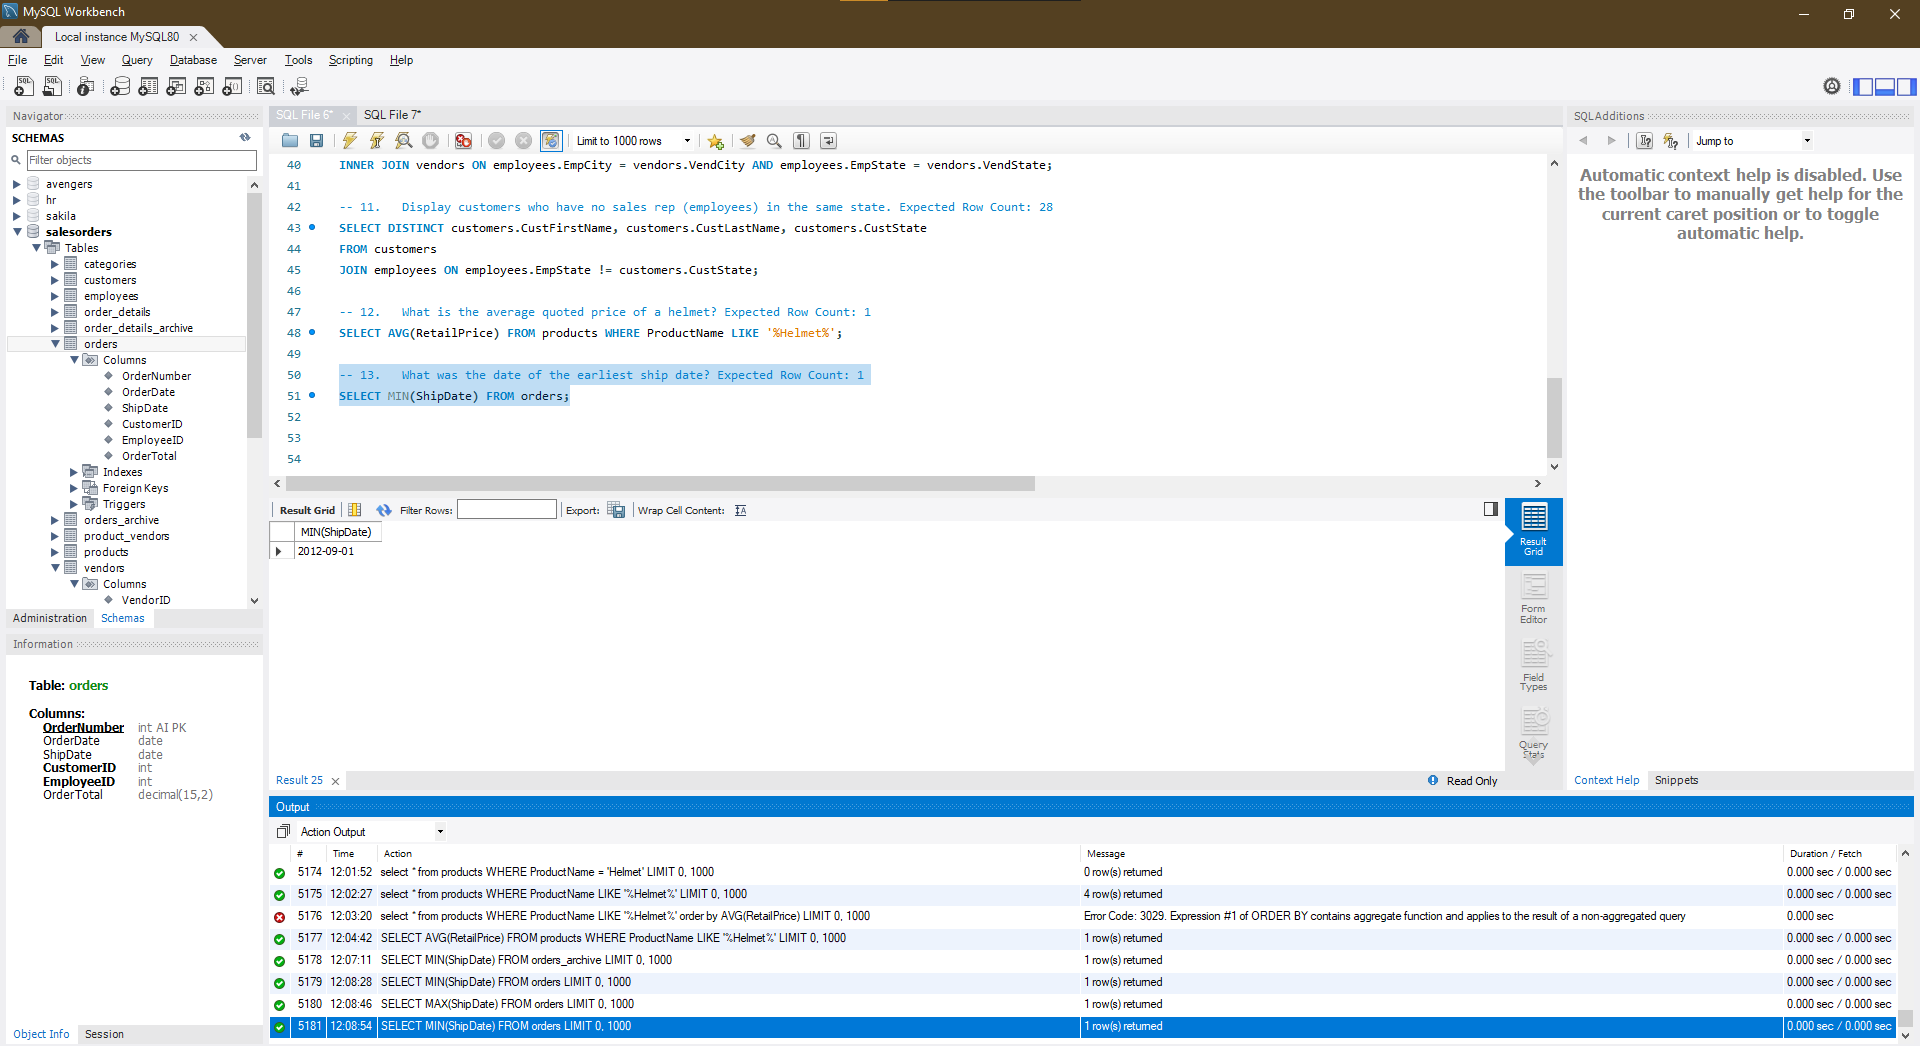 MySQL Workbench
Local instance MySQL80
File Edit View Query Database Server Tools Scripting Help
Navigator
SCHEMAS
Filter objects
avengers
hr
sakila
salesorders
Tables
categories
customers
employees
order_details
order_details_archive
orders
Columns
OrderNumber
OrderDate
ShipDate
CustomerID
EmployeeID
OrderTotal
Indexes
Foreign Keys
Triggers
orders_archive
product_vendors
products
vendors
Columns
VendorID
Administration Schemas
Information
Table: orders
Columns:
OrderNumber int AI PK
OrderDate date
ShipDate date
CustomerID int
EmployeeID int
OrderTotal decimal(15,2)
Object Info Session
SQL File 6* SQL File 7*
Limit to 1000 rows
40 INNER JOIN vendors ON employees.EmpCity = vendors.VendCity AND employees.EmpState = vendors.VendState;
41
42 -- 11. Display customers who have no sales rep (employees) in the same state. Expected Row Count: 28
43 SELECT DISTINCT customers.CustFirstName, customers.CustLastName, customers.CustState
44 FROM customers
45 JOIN employees ON employees.EmpState != customers.CustState;
46
47 -- 12. What is the average quoted price of a helmet? Expected Row Count: 1
48 SELECT AVG(RetailPrice) FROM products WHERE ProductName LIKE '%Helmet%';
49
50 -- 13. What was the date of the earliest ship date? Expected Row Count: 1
51 SELECT MIN(ShipDate) FROM orders;
52
53
54
Result Grid Filter Rows: Export: Wrap Cell Content:
MIN(ShipDate)
2012-09-01
Result Grid
Form Editor
Field Types
Query Stats
Result 25 Read Only
SQLAdditions
Jump to
Automatic context help is disabled. Use
the toolbar to manually get help for the
current caret position or to toggle
automatic help.
Context Help Snippets
Output
Action Output
# Time Action Message Duration / Fetch
5174 12:01:52 select * from products WHERE ProductName = 'Helmet' LIMIT 0, 1000 0 row(s) returned 0.000 sec / 0.000 sec
5175 12:02:27 select * from products WHERE ProductName LIKE '%Helmet%' LIMIT 0, 1000 4 row(s) returned 0.000 sec / 0.000 sec
5176 12:03:20 select * from products WHERE ProductName LIKE '%Helmet%' order by AVG(RetailPrice) LIMIT 0, 1000 Error Code: 3029. Expression #1 of ORDER BY contains aggregate function and applies to the result of a non-aggregated query 0.000 sec
5177 12:04:42 SELECT AVG(RetailPrice) FROM products WHERE ProductName LIKE '%Helmet%' LIMIT 0, 1000 1 row(s) returned 0.000 sec / 0.000 sec
5178 12:07:11 SELECT MIN(ShipDate) FROM orders_archive LIMIT 0, 1000 1 row(s) returned 0.000 sec / 0.000 sec
5179 12:08:28 SELECT MIN(ShipDate) FROM orders LIMIT 0, 1000 1 row(s) returned 0.000 sec / 0.000 sec
5180 12:08:46 SELECT MAX(ShipDate) FROM orders LIMIT 0, 1000 1 row(s) returned 0.000 sec / 0.000 sec
5181 12:08:54 SELECT MIN(ShipDate) FROM orders LIMIT 0, 1000 1 row(s) returned 0.000 sec / 0.000 sec